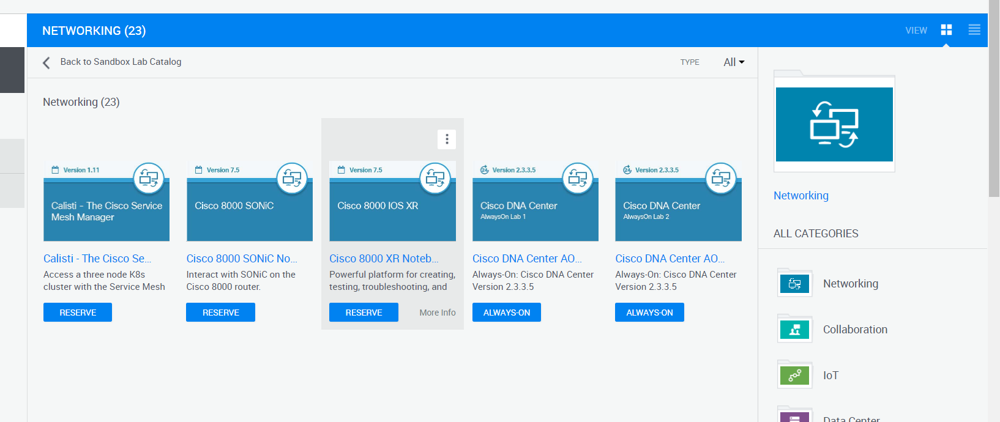 NETWORKING (23)
VIEW
Back to Sandbox Lab Catalog
TYPE
All
Networking (23)
Version 1.11
Calisti - The Cisco Service
Mesh Manager
Calisti - The Cisco Se...
Access a three node K8s
cluster with the Service Mesh
RESERVE
Version 7.5
Cisco 8000 SONiC
Cisco 8000 SONiC No...
Interact with SONiC on the
Cisco 8000 router.
RESERVE
Version 7.5
Cisco 8000 IOS XR
Cisco 8000 XR Noteb...
Powerful platform for creating,
testing, troubleshooting, and
RESERVE
More Info
24
Version 2.3.3.5
Cisco DNA Center
AlwaysOn Lab 1
Cisco DNA Center AO...
Always-On: Cisco DNA Center
Version 2.3.3.5
ALWAYS-ON
24
Version 2.3.3.5
Cisco DNA Center
AlwaysOn Lab 2
Cisco DNA Center AO...
Always-On: Cisco DNA Center
Version 2.3.3.5
ALWAYS-ON
Networking
ALL CATEGORIES
Networking
Collaboration
IoT
Data Center